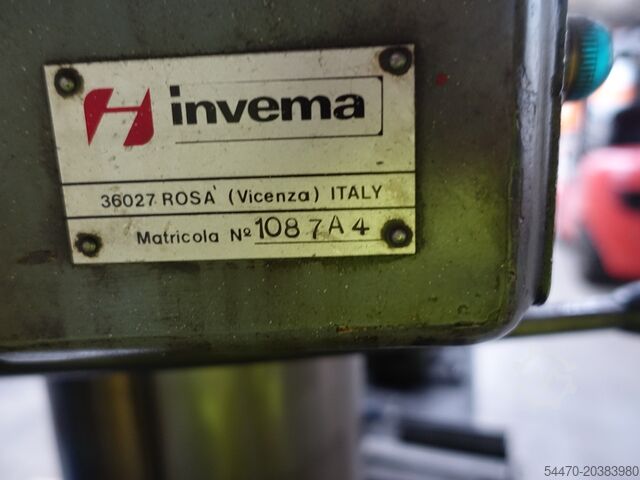 invema
36027 ROSA' (Vicenza) ITALY
Matricola Nº 1087A4
54470-20383980